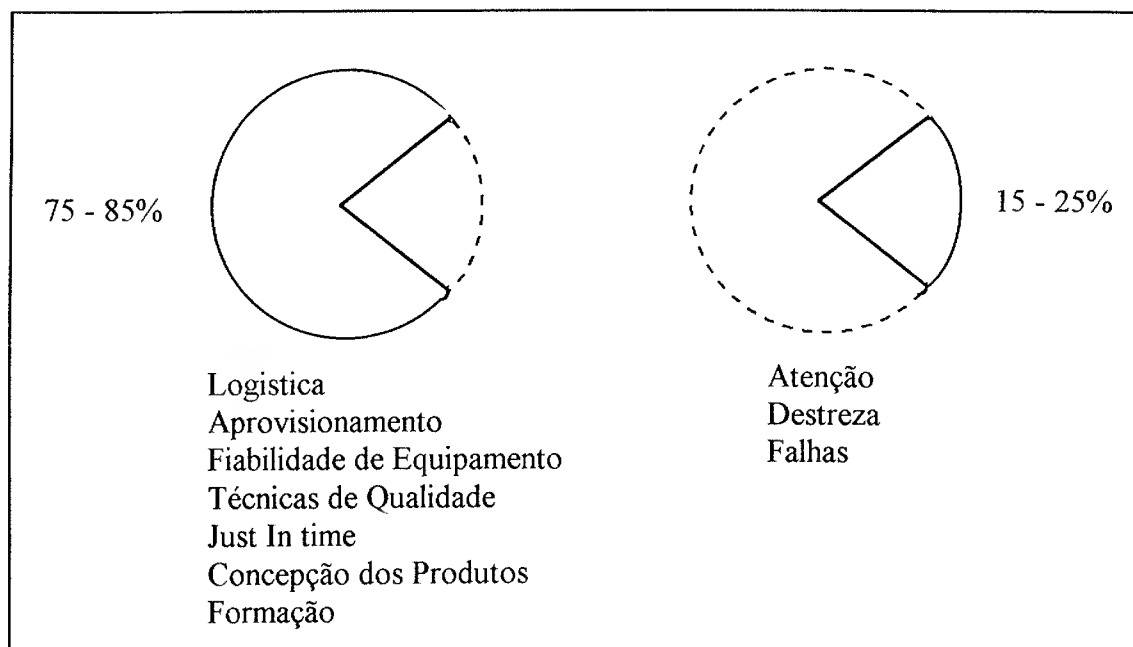 75 - 85%
15 - 25%
Logistica
Aprovisionamento
Fiabilidade de Equipamento
Técnicas de Qualidade
Just In time
Concepção dos Produtos
Formação
Atenção
Destreza
Falhas